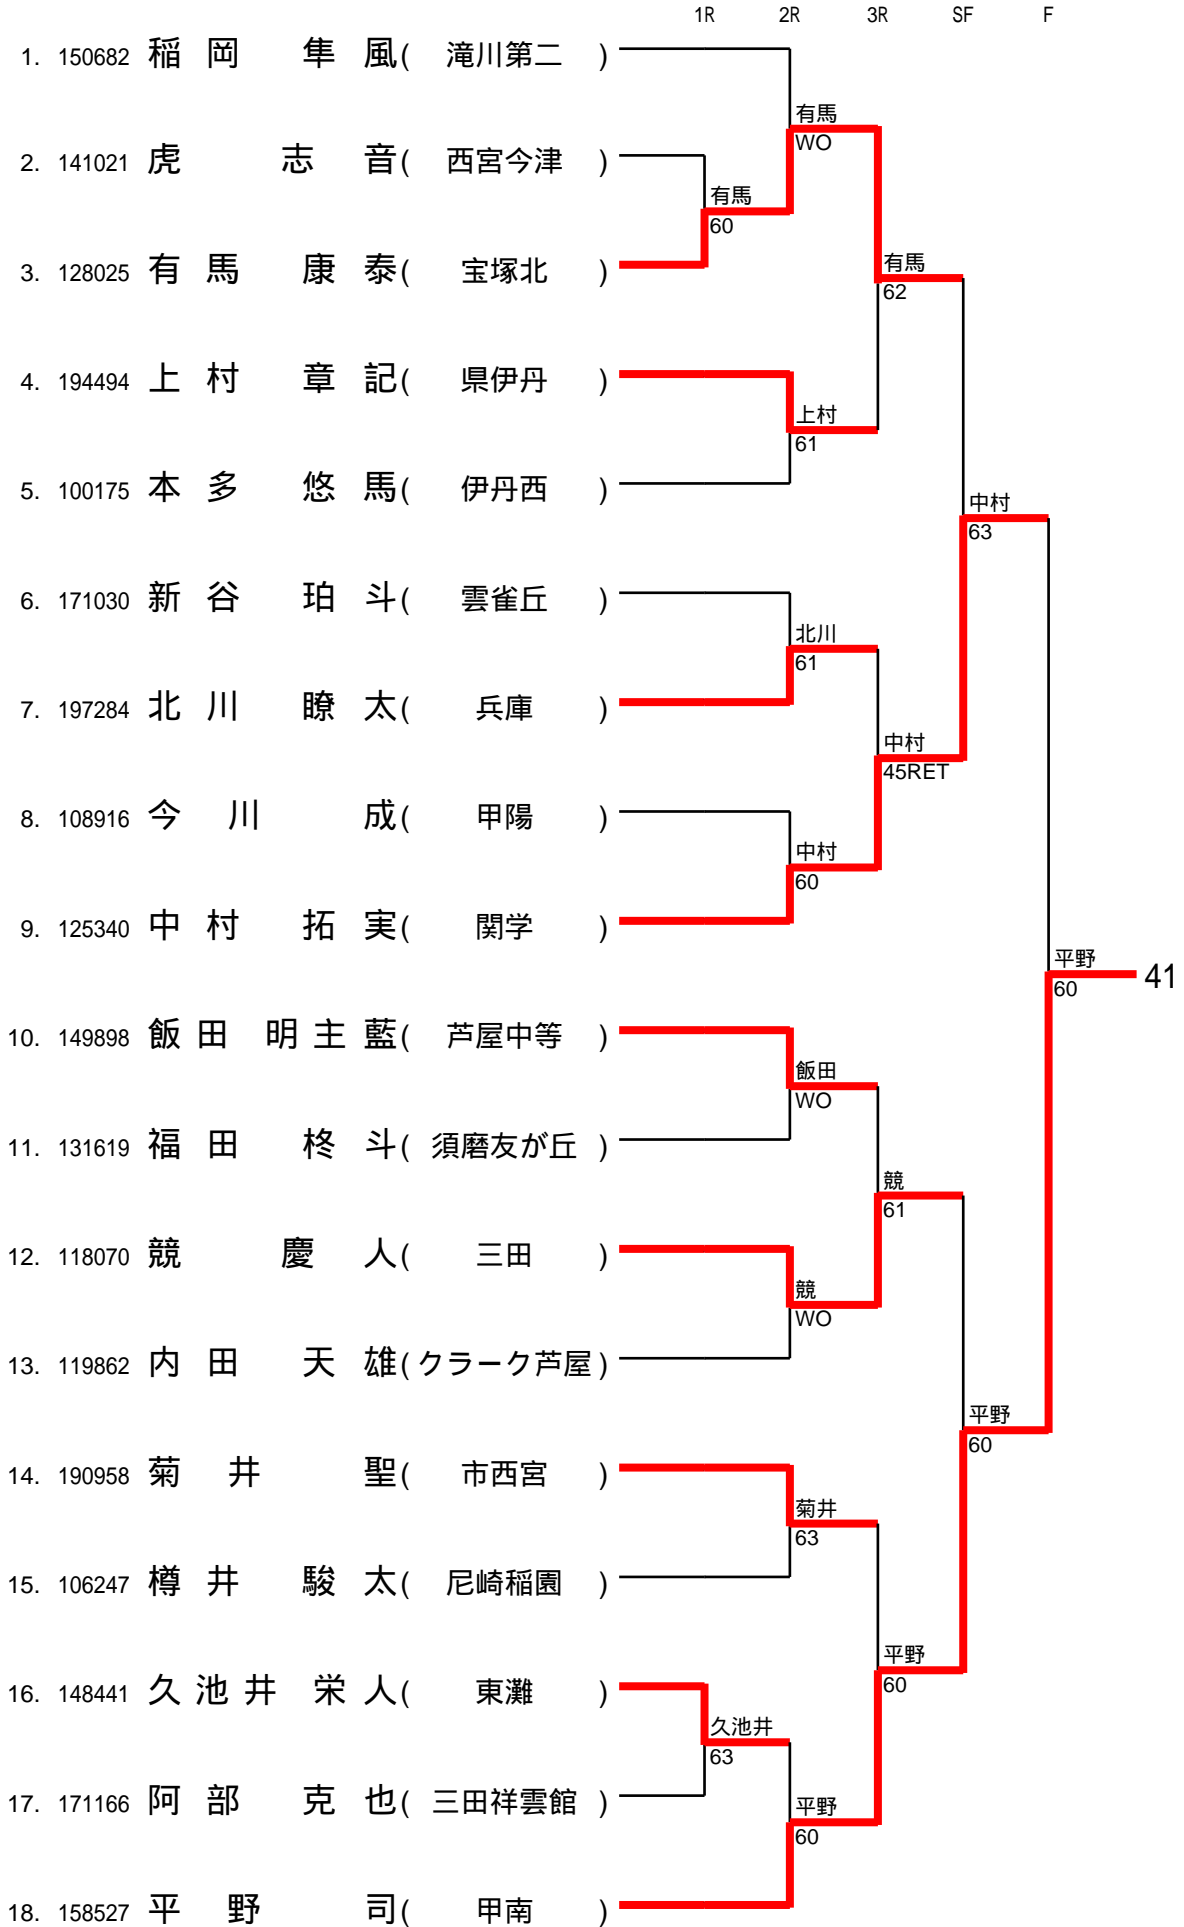 1R 2R 3R SF F
1. 150682 稲岡 隼風( 滝川第二 )
有馬
WO
2. 141021 虎 志音( 西宮今津 )
有馬
60
3. 128025 有馬 康泰( 宝塚北 )
有馬
62
4. 194494 上村 章記( 県伊丹 )
上村
61
5. 100175 本多 悠馬( 伊丹西 )
中村
63
6. 171030 新谷 珀斗( 雲雀丘 )
北川
61
7. 197284 北川 瞭太( 兵庫 )
中村
45RET
8. 108916 今川 成( 甲陽 )
中村
60
9. 125340 中村 拓実( 関学 )
平野
60
41
10. 149898 飯田 明主藍( 芦屋中等 )
飯田
WO
11. 131619 福田 柊斗( 須磨友が丘 )
競
61
12. 118070 競 慶人( 三田 )
競
WO
13. 119862 内田 天雄( クラーク芦屋 )
平野
60
14. 190958 菊井 聖( 市西宮 )
菊井
63
15. 106247 樽井 駿太( 尼崎稲園 )
平野
60
16. 148441 久池井 栄人( 東灘 )
久池井
63
17. 171166 阿部 克也( 三田祥雲館 )
平野
60
18. 158527 平野 司( 甲南 )